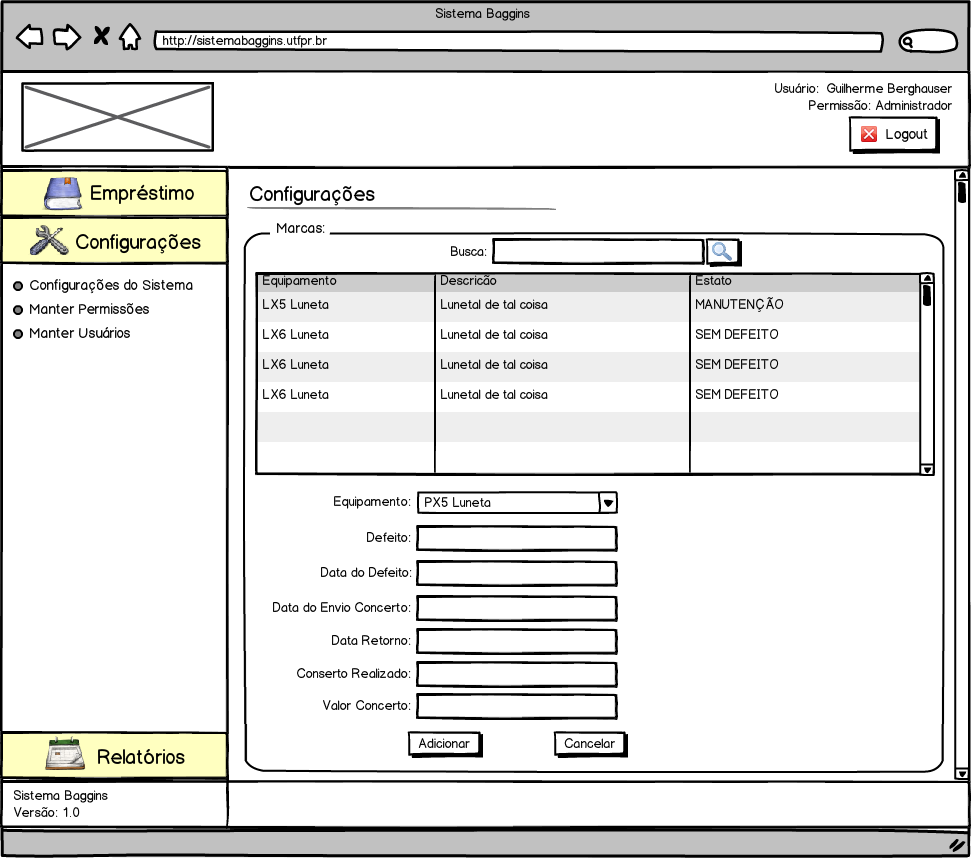 Sistema Baggins
http://sistemabaggins.utfpr.br
Usuário: Guilherme Berghauser
Permissão: Administrador
Logout
Empréstimo
Configurações
Configurações do Sistema
Manter Permissões
Manter Usuários
Relatórios
Sistema Baggins
Versão: 1.0
Configurações
Marcas:
Busca:
Equipamento Descricão Estato
LX5 Luneta Lunetal de tal coisa MANUTENÇÃO
LX6 Luneta Lunetal de tal coisa SEM DEFEITO
LX6 Luneta Lunetal de tal coisa SEM DEFEITO
LX6 Luneta Lunetal de tal coisa SEM DEFEITO
Equipamento: PX5 Luneta
Defeito:
Data do Defeito:
Data do Envio Concerto:
Data Retorno:
Conserto Realizado:
Valor Concerto:
Adicionar Cancelar